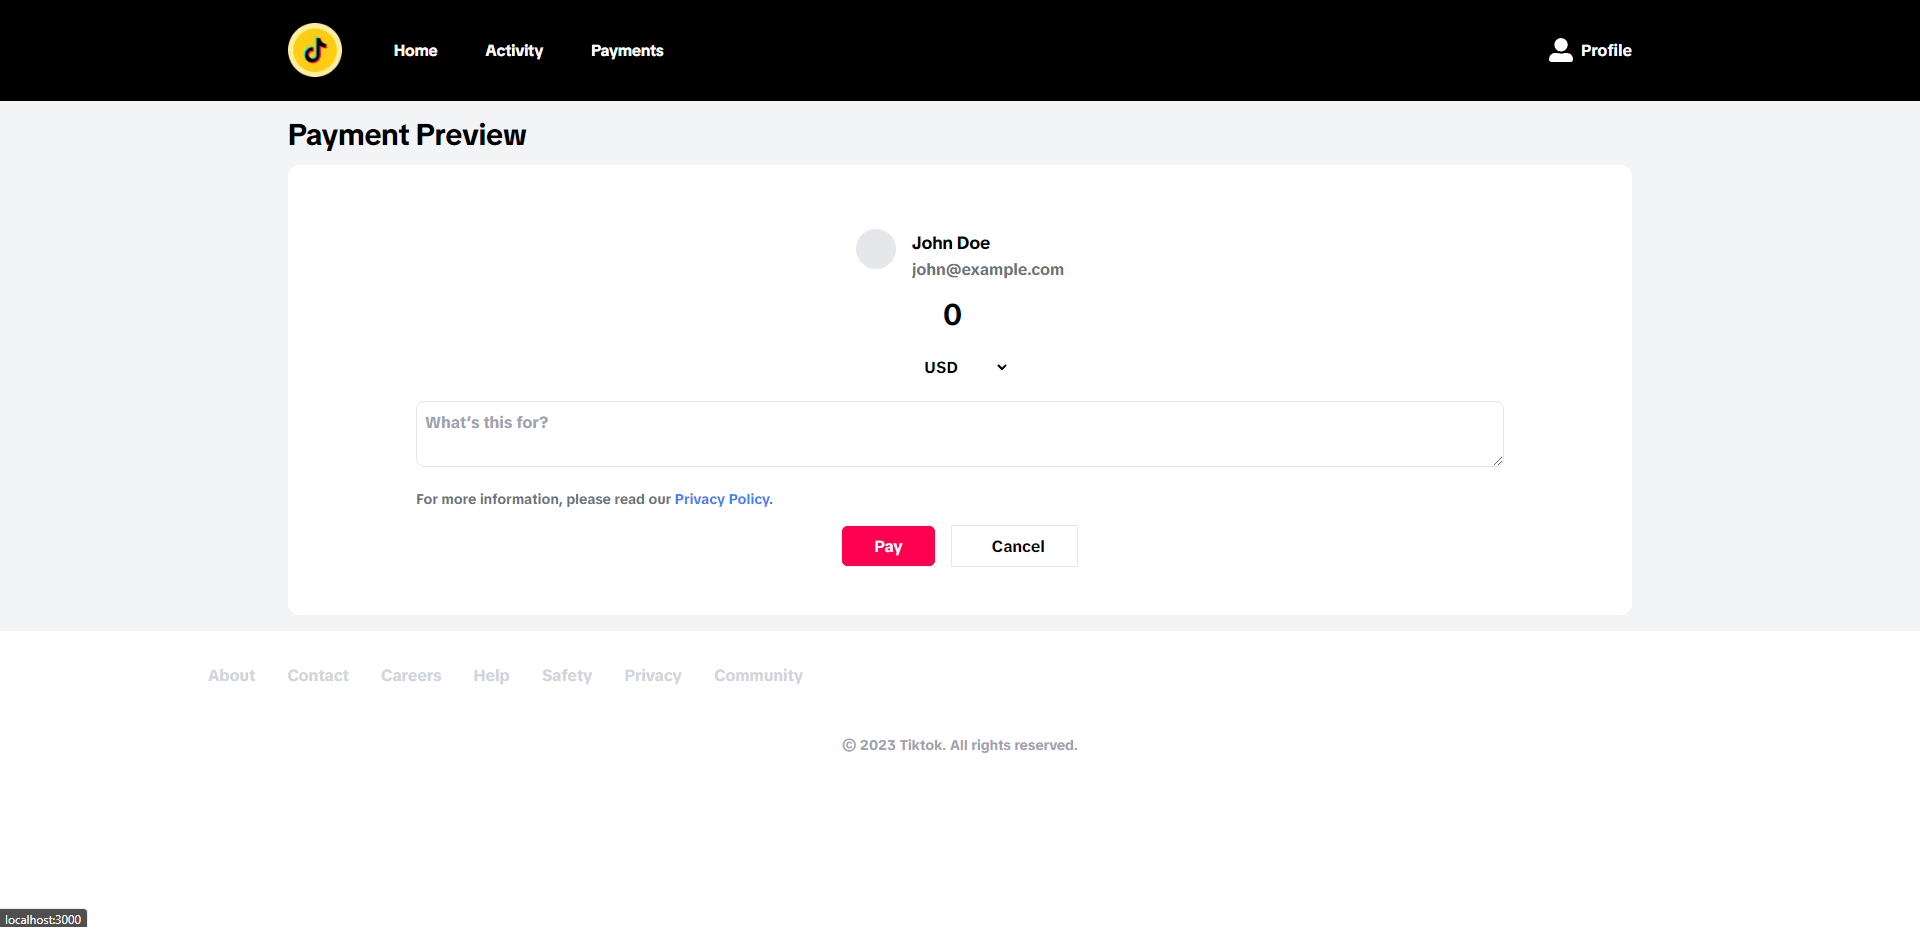 Home Activity Payments Profile
Payment Preview
John Doe
john@example.com
0
USD
What's this for?
For more information, please read our Privacy Policy.
Pay Cancel
About Contact Careers Help Safety Privacy Community
© 2023 Tiktok. All rights reserved.
localhost:3000